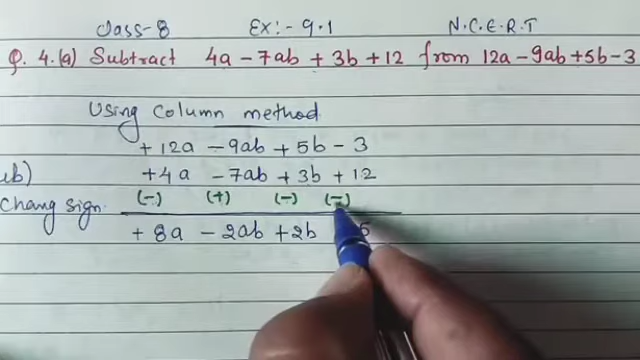 Class-8 Ex:- 9.1 N.C.E.R.T
Q. 4.(a) Subtract 4a - 7ab + 3b + 12 from 12a - 9ab + 5b - 3
Using Column method
+ 12a - 9ab + 5b - 3
+ 4a - 7ab + 3b + 12
Chang sign (-) (+) (-) (-)
+ 8a - 2ab + 2b 5